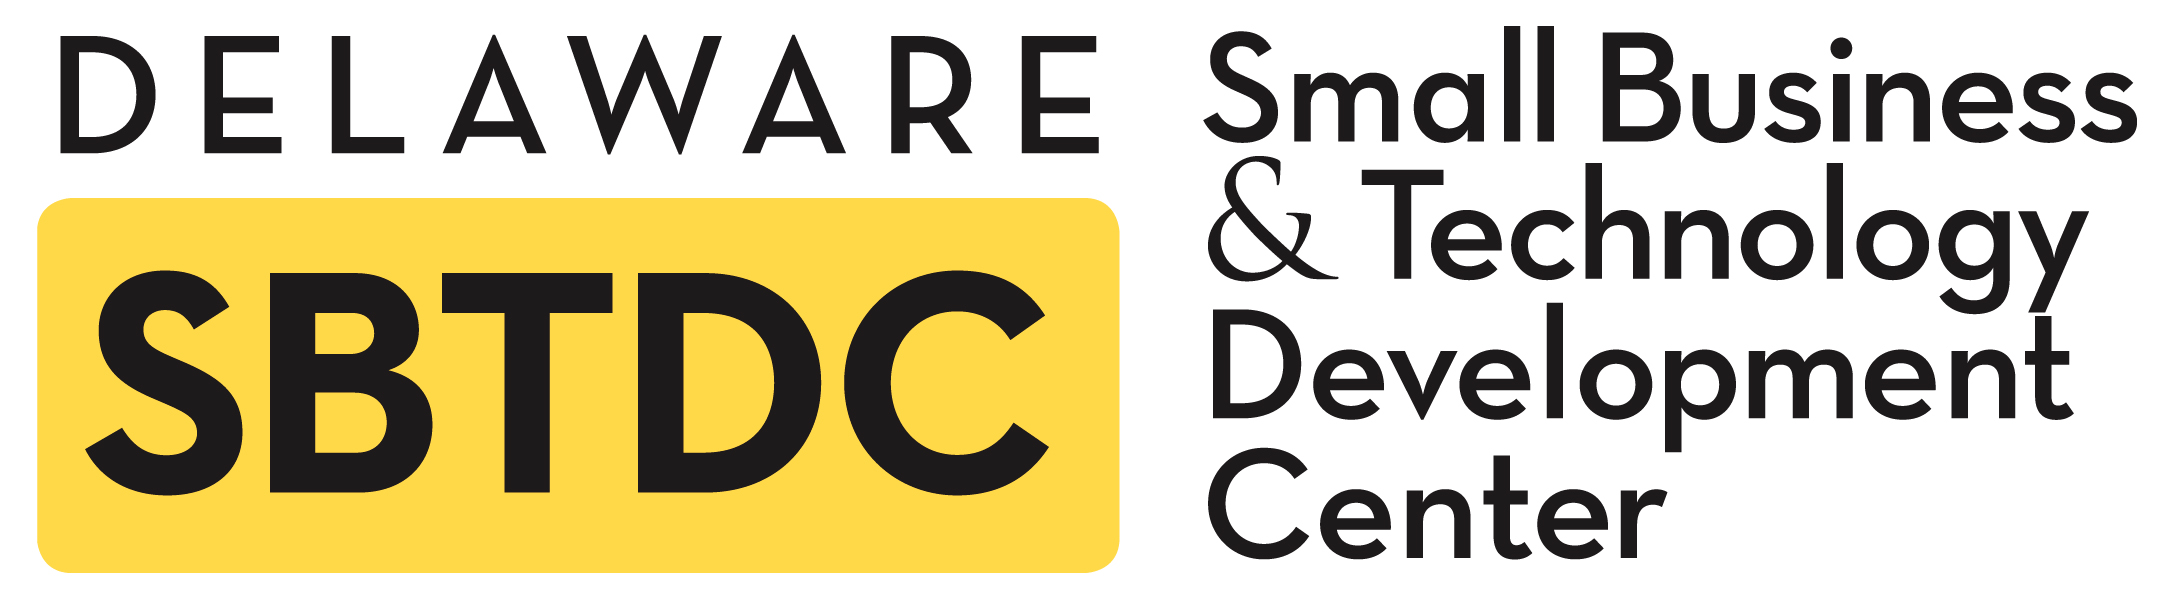 DELAWARE
SBTDC
Small Business
& Technology
Development
Center